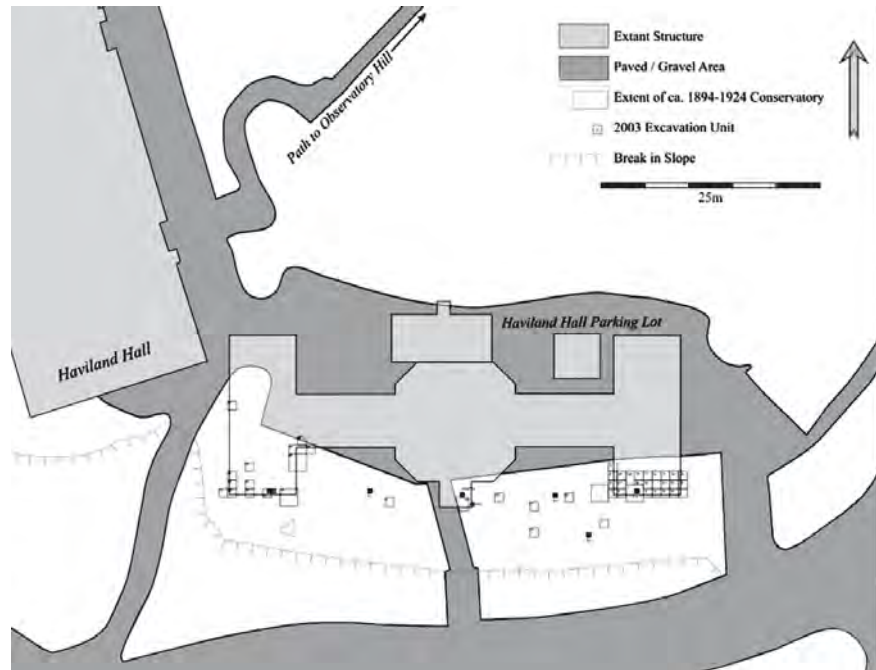 Path to Observatory Hill
Extant Structure
Paved / Gravel Area
Extent of ca. 1894-1924 Conservatory
2003 Excavation Unit
Break in Slope
25m
Haviland Hall Parking Lot
Haviland Hall